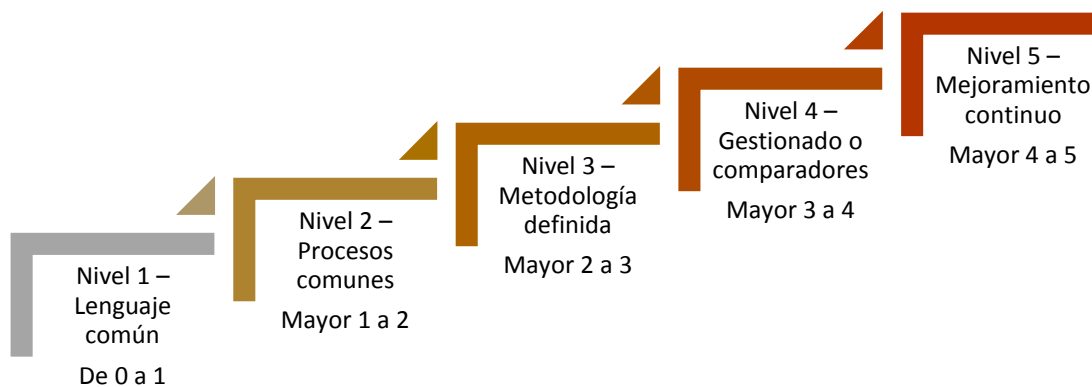 Nivel 1 –
Lenguaje
común
De 0 a 1
Nivel 2 –
Procesos
comunes
Mayor 1 a 2
Nivel 3 –
Metodología
definida
Mayor 2 a 3
Nivel 4 –
Gestionado o
comparadores
Mayor 3 a 4
Nivel 5 –
Mejoramiento
continuo
Mayor 4 a 5